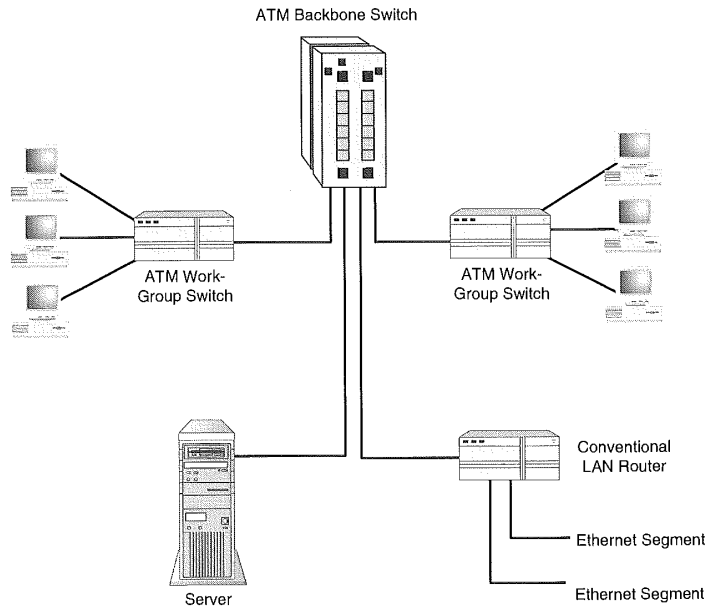 ATM Backbone Switch
ATM Work-
Group Switch
ATM Work-
Group Switch
Conventional
LAN Router
Ethernet Segment
Ethernet Segment
Server